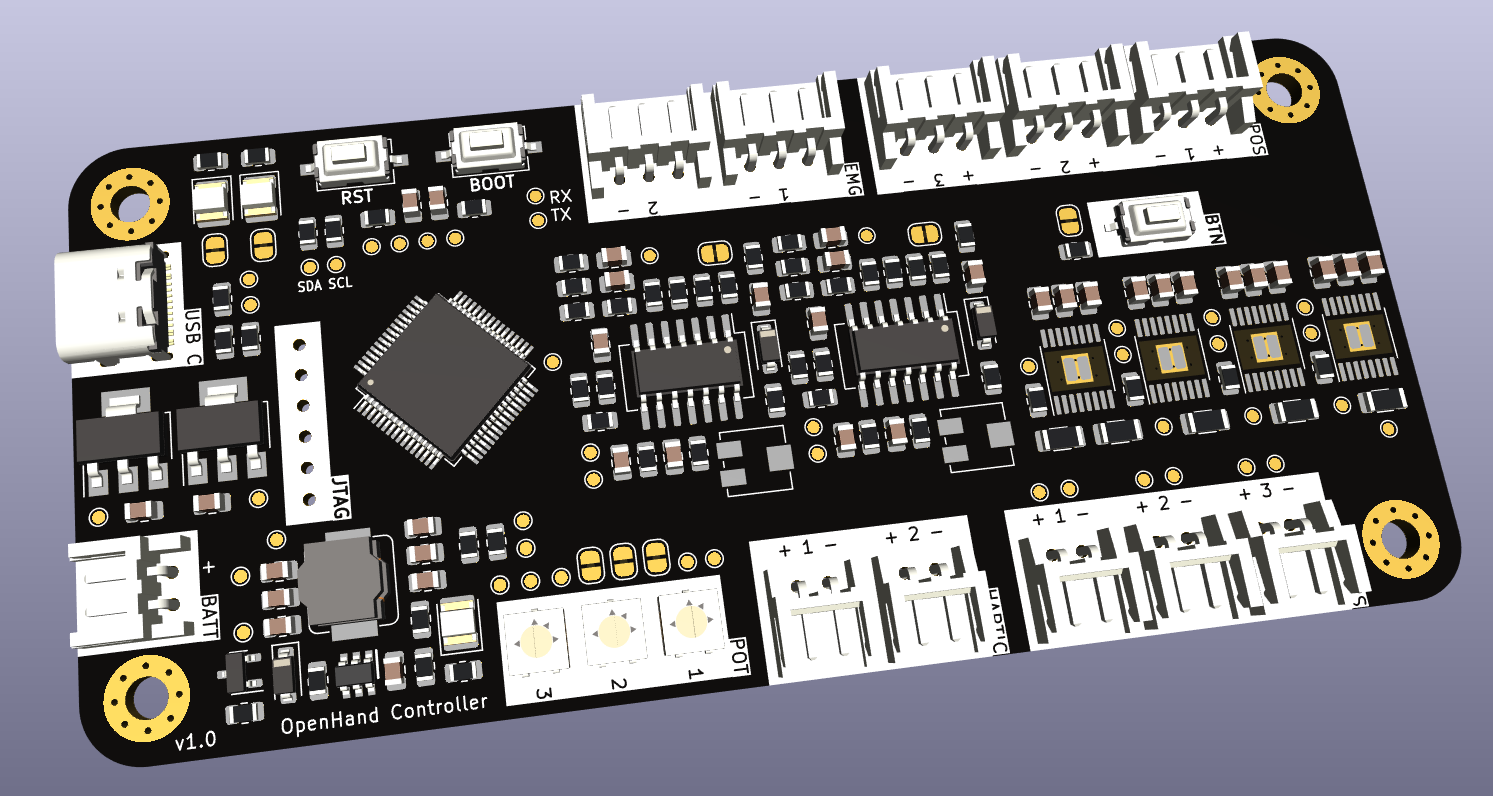 RST
BOOT
RX
TX
- 2
- 1
EMG
- 3 +
- 2 +
- 1 +
POS
BTN
SDA SCL
USB C
JTAG
+
BATT
POT
3
2
1
+ 1 -
+ 2 -
+ 1 -
+ 2 -
+ 3 -
OpenHand Controller
v1.0